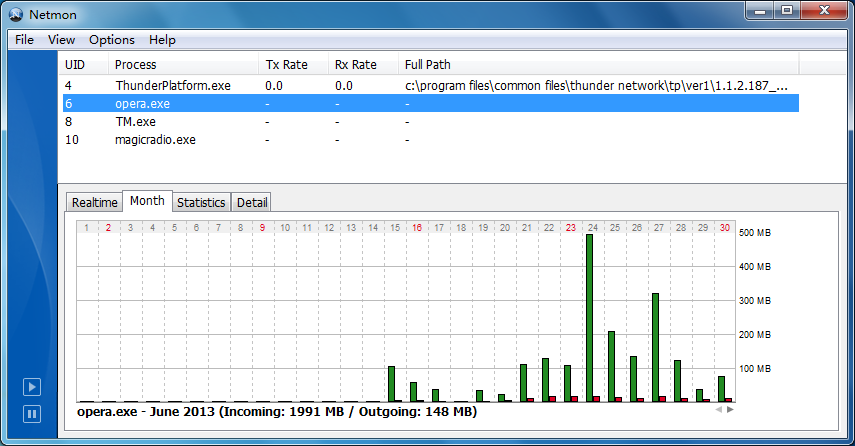 Netmon
File View Options Help
UID Process Tx Rate Rx Rate Full Path
4 ThunderPlatform.exe 0.0 0.0 c:\program files\common files\thunder network\tp\ver1\1.1.2.187_...
6 opera.exe - - -
8 TM.exe - - -
10 magicradio.exe - - -
Realtime Month Statistics Detail
1 2 3 4 5 6 7 8 9 10 11 12 13 14 15 16 17 18 19 20 21 22 23 24 25 26 27 28 29 30
500 MB
400 MB
300 MB
200 MB
100 MB
opera.exe - June 2013 (Incoming: 1991 MB / Outgoing: 148 MB)